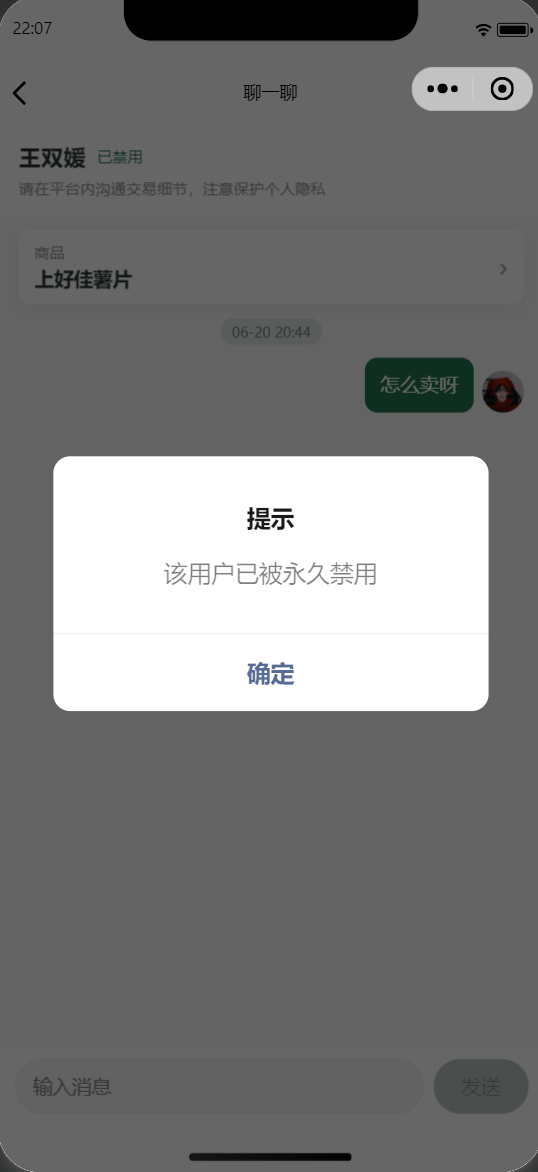 22:07
聊一聊
王双媛 已禁用
请在平台内沟通交易细节，注意保护个人隐私
商品
上好佳薯片
06-20 20:44
怎么卖呀
提示
该用户已被永久禁用
确定
输入消息
发送